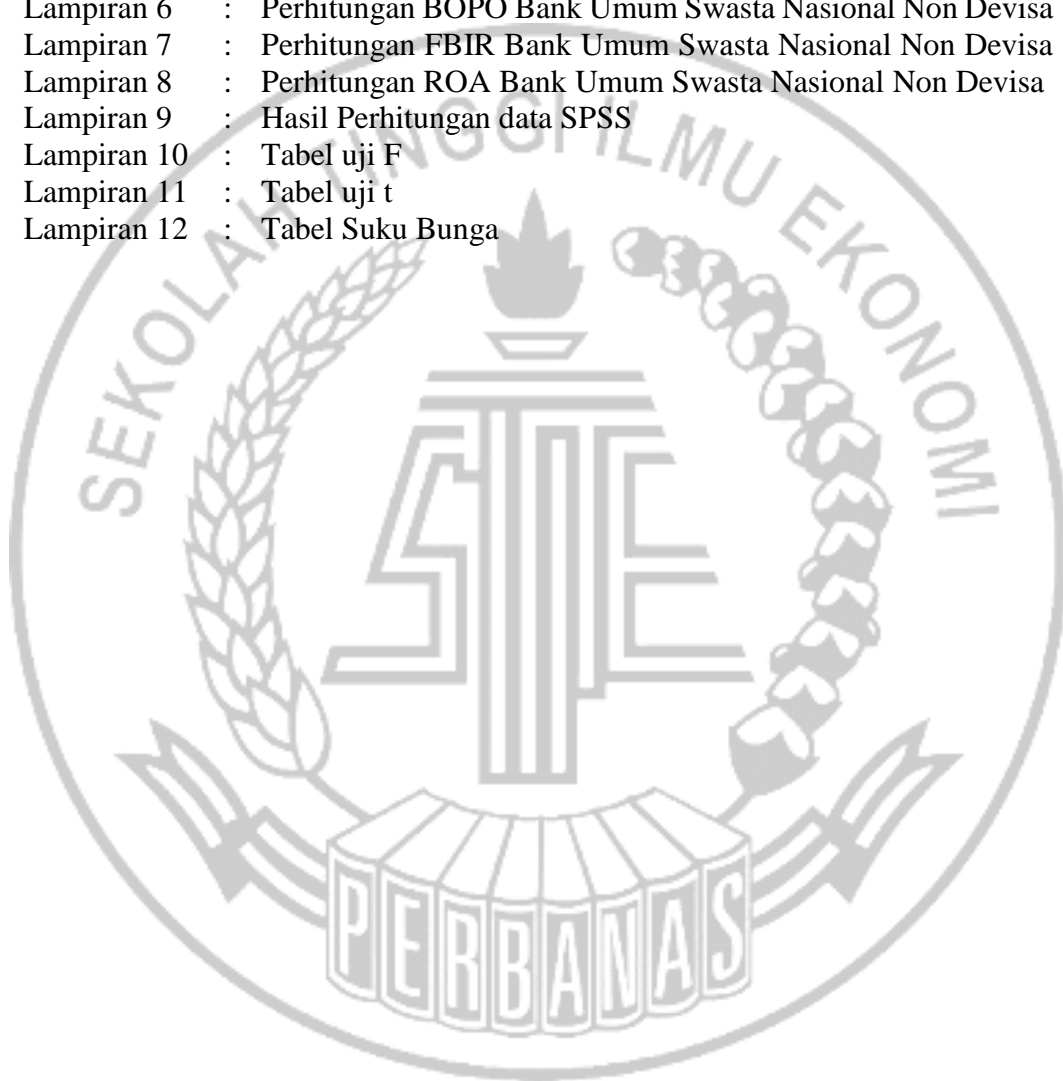 Lampiran 6 : Perhitungan BOPO Bank Umum Swasta Nasional Non Devisa
Lampiran 7 : Perhitungan FBIR Bank Umum Swasta Nasional Non Devisa
Lampiran 8 : Perhitungan ROA Bank Umum Swasta Nasional Non Devisa
Lampiran 9 : Hasil Perhitungan data SPSS
Lampiran 10 : Tabel uji F
Lampiran 11 : Tabel uji t
Lampiran 12 : Tabel Suku Bunga
SEKOLAH TINGGI ILMU EKONOMI
STIE
PERBANAS